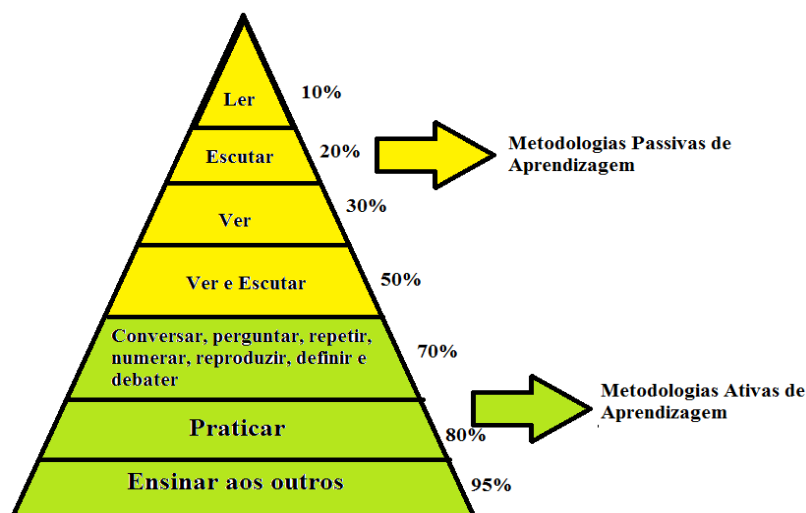 Ler
10%
Escutar
20%
Metodologias Passivas de
Aprendizagem
Ver
30%
Ver e Escutar
50%
Conversar, perguntar, repetir,
numerar, reproduzir, definir e
debater
70%
Metodologias Ativas de
Aprendizagem
Praticar
80%
Ensinar aos outros
95%